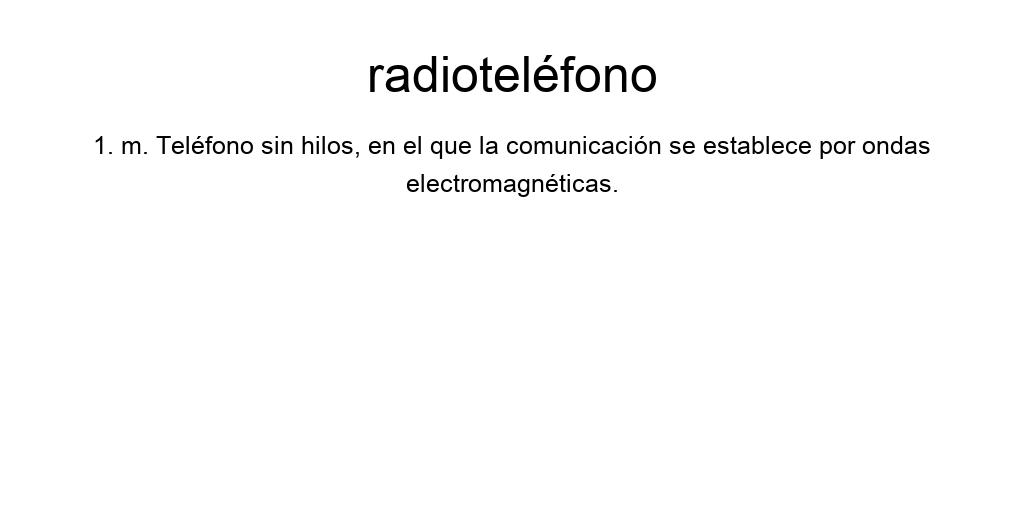 radioteléfono
1. m. Teléfono sin hilos, en el que la comunicación se establece por ondas
electromagnéticas.